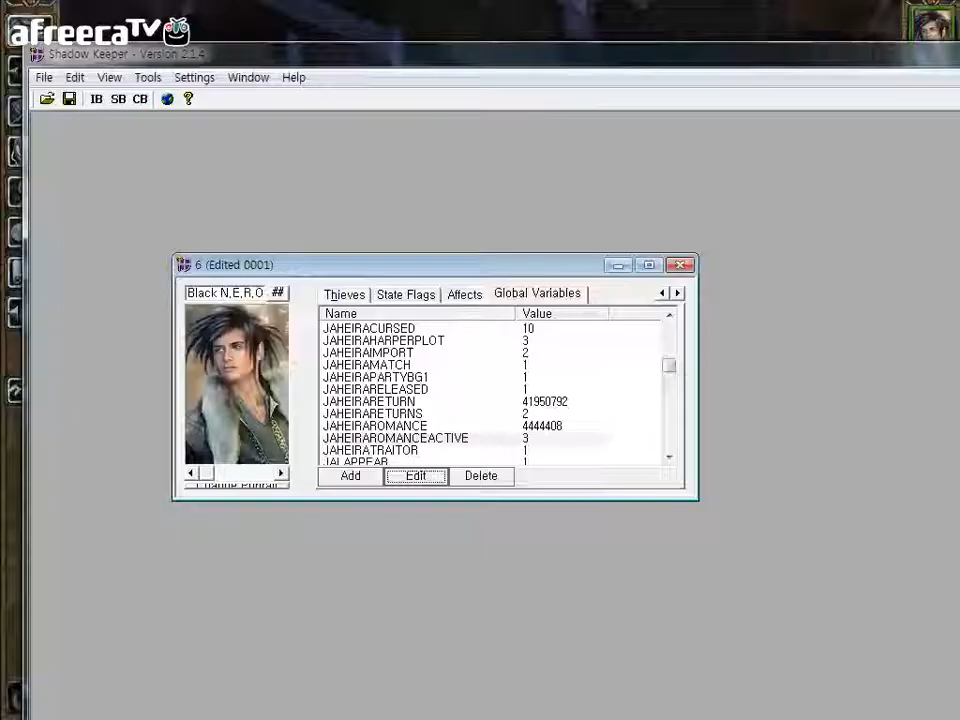 afreecaTV
Shadow Keeper - Version 2.1.4
File Edit View Tools Settings Window Help
IB SB CB ?
6 (Edited 0001)
Black N,E,R,O ##
Thieves State Flags Affects Global Variables
Name Value
JAHEIRACURSED 10
JAHEIRAHARPERPLOT 3
JAHEIRAIMPORT 2
JAHEIRAMATCH 1
JAHEIRAPARTYBG1 1
JAHEIRARELEASED 1
JAHEIRARETURN 41950792
JAHEIRARETURNS 2
JAHEIRAROMANCE 4444408
JAHEIRAROMANCEACTIVE 3
JAHEIRATRAITOR 1
JALAPPEAR 1
Add Edit Delete